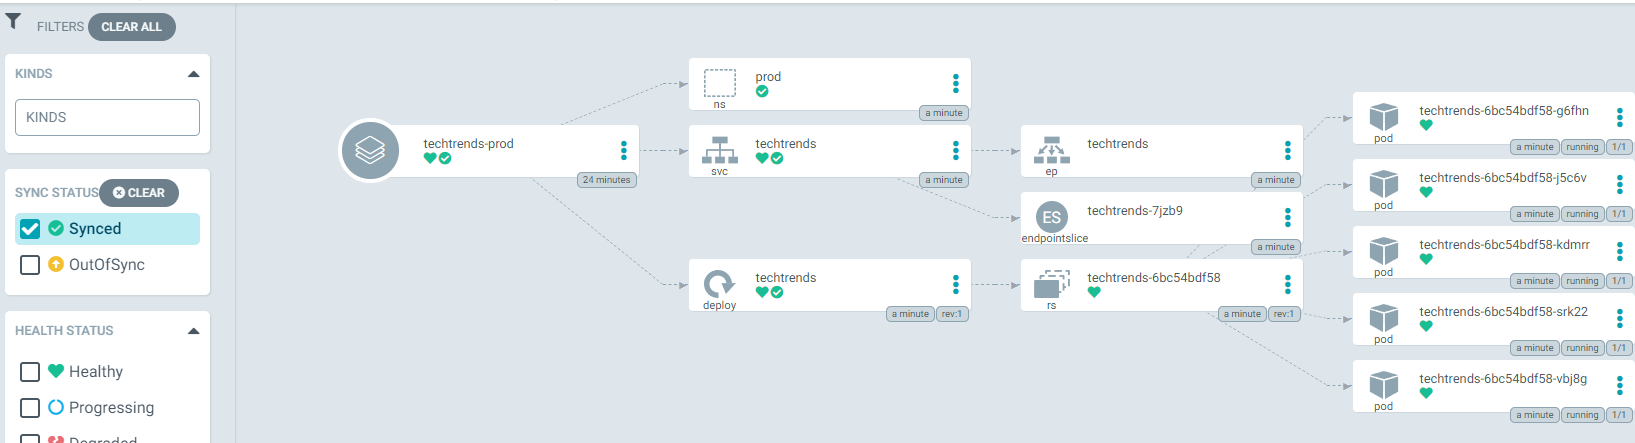 FILTERS CLEAR ALL
KINDS
KINDS
SYNC STATUS CLEAR
Synced
OutOfSync
HEALTH STATUS
Healthy
Progressing
Degraded
techtrends-prod
24 minutes
prod
ns
a minute
techtrends
svc
a minute
techtrends
deploy
a minute rev:1
techtrends
ep
a minute
ES
techtrends-7jzb9
endpointslice
a minute
techtrends-6bc54bdf58
rs
a minute rev:1
techtrends-6bc54bdf58-g6fhn
pod
a minute running 1/1
techtrends-6bc54bdf58-j5c6v
pod
a minute running 1/1
techtrends-6bc54bdf58-kdmrr
pod
a minute running 1/1
techtrends-6bc54bdf58-srk22
pod
a minute running 1/1
techtrends-6bc54bdf58-vbj8g
pod
a minute running 1/1